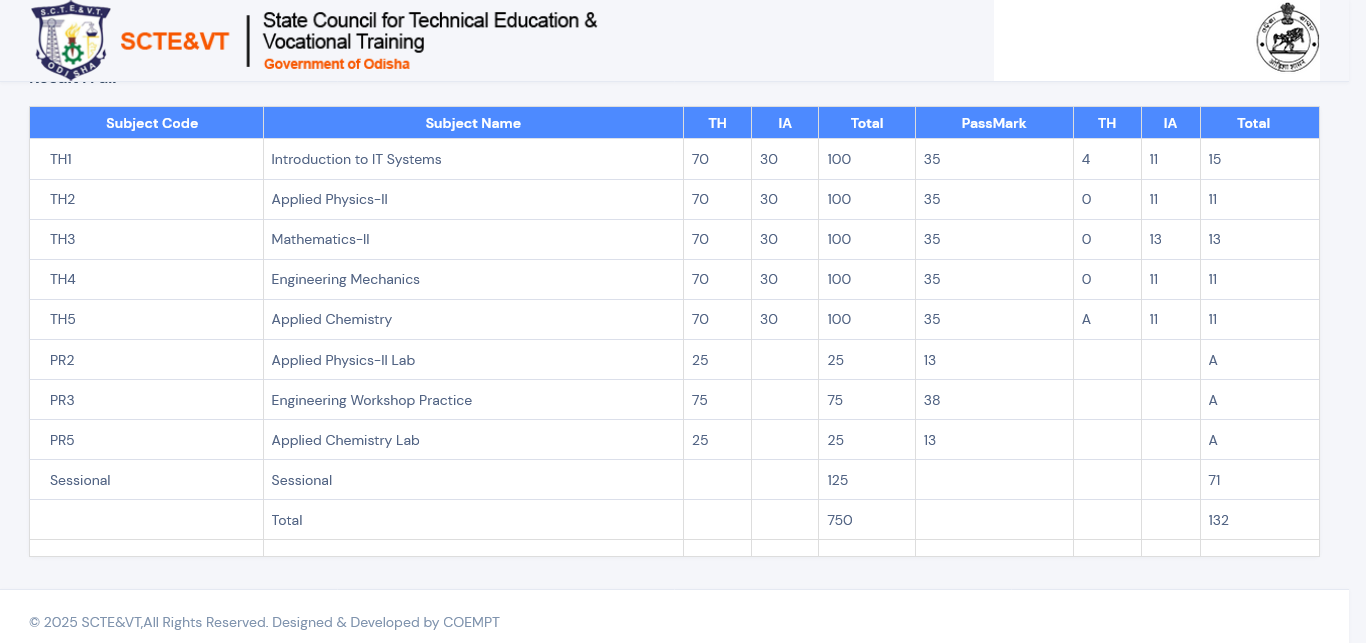 S.C.T.E.& V.T.
ODISHA
SCTE&VT
State Council for Technical Education &
Vocational Training
Government of Odisha
Subject Code Subject Name TH IA Total PassMark TH IA Total
TH1 Introduction to IT Systems 70 30 100 35 4 11 15
TH2 Applied Physics-II 70 30 100 35 0 11 11
TH3 Mathematics-II 70 30 100 35 0 13 13
TH4 Engineering Mechanics 70 30 100 35 0 11 11
TH5 Applied Chemistry 70 30 100 35 A 11 11
PR2 Applied Physics-II Lab 25 25 13 A
PR3 Engineering Workshop Practice 75 75 38 A
PR5 Applied Chemistry Lab 25 25 13 A
Sessional Sessional 125 71
Total 750 132
© 2025 SCTE&VT,All Rights Reserved. Designed & Developed by COEMPT